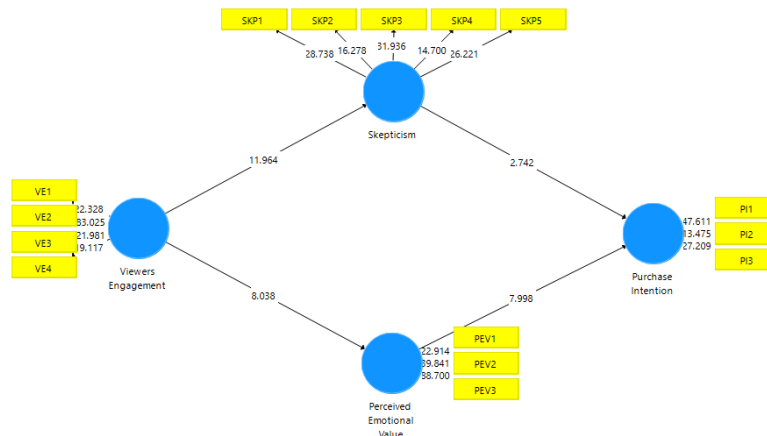 SKP1 SKP2 SKP3 SKP4 SKP5
28.738 16.278 31.936 14.700 26.221
Skepticism
11.964 2.742
VE1
VE2
VE3
VE4
22.328
21.981
19.117
Viewers
Engagement
47.611
13.475
27.209
PI1
PI2
PI3
Purchase
Intention
8.038 7.998
22.914
PEV1
PEV2
PEV3
Perceived
Emotional
Value